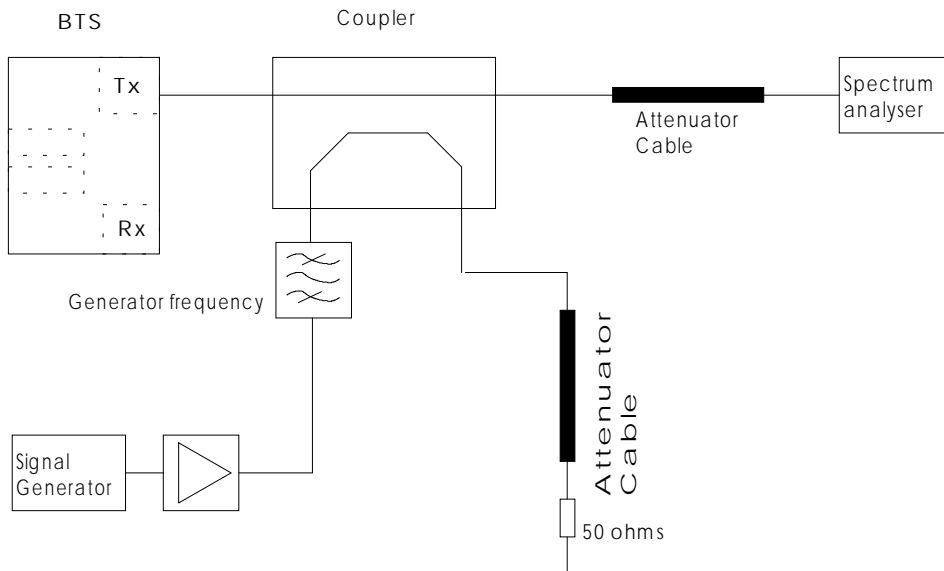 BTS
Coupler
Tx
Spectrum
analyser
Attenuator
Cable
Rx
Generator frequency
Attenuator
Cable
Signal
Generator
50 ohms